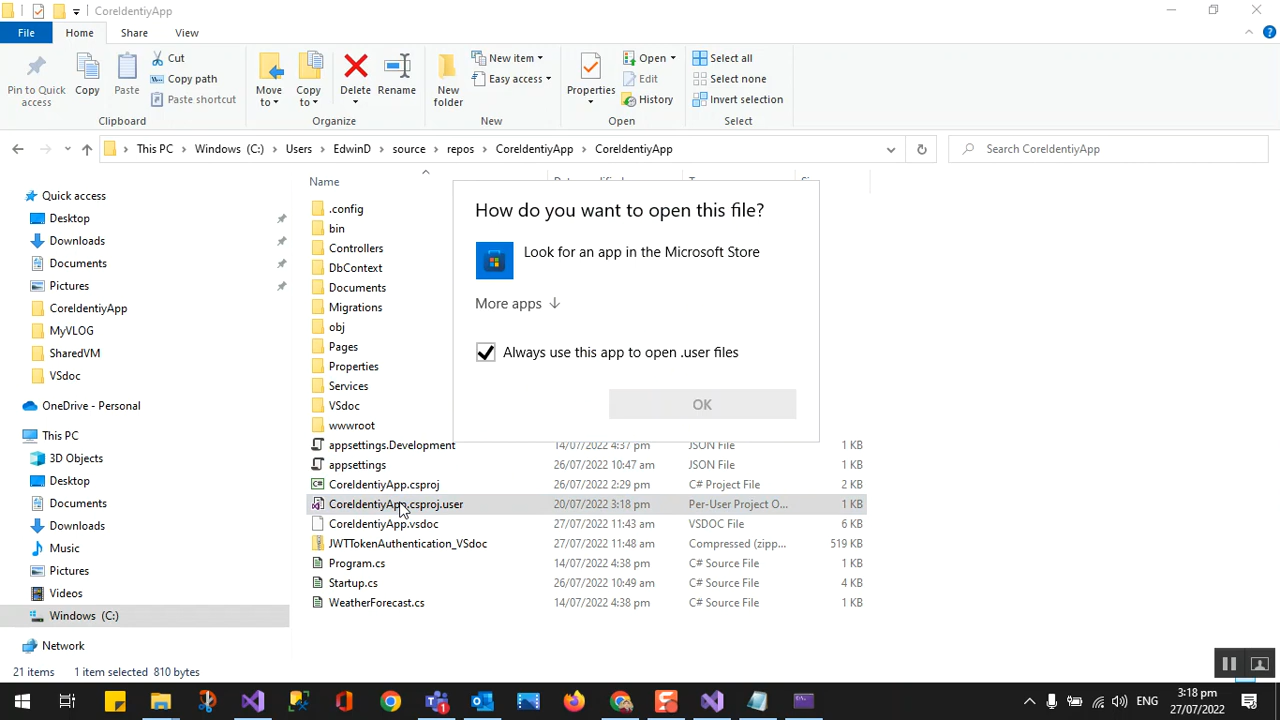 CoreIdentiyApp
File Home Share View
Pin to Quick access
Copy
Paste
Cut
Copy path
Paste shortcut
Clipboard
Move to
Copy to
Delete
Rename
Organize
New folder
New item
Easy access
New
Properties
Open
Edit
History
Open
Select all
Select none
Invert selection
Select
This PC Windows (C:) Users EdwinD source repos CoreIdentiyApp CoreIdentiyApp
Search CoreIdentiyApp
Quick access
Desktop
Downloads
Documents
Pictures
CoreIdentiyApp
MyVLOG
SharedVM
VSdoc
OneDrive - Personal
This PC
3D Objects
Desktop
Documents
Downloads
Music
Pictures
Videos
Windows (C:)
Network
Name
.config
bin
Controllers
DbContext
Documents
Migrations
obj
Pages
Properties
Services
VSdoc
wwwroot
appsettings.Development 14/07/2022 4:37 pm JSON File 1 KB
appsettings 26/07/2022 10:47 am JSON File 1 KB
CoreIdentiyApp.csproj 26/07/2022 2:29 pm C# Project File 2 KB
CoreIdentiyApp.csproj.user 20/07/2022 3:18 pm Per-User Project O... 1 KB
CoreIdentiyApp.vsdoc 27/07/2022 11:43 am VSDOC File 6 KB
JWTTokenAuthentication_VSdoc 27/07/2022 11:48 am Compressed (zipp... 519 KB
Program.cs 14/07/2022 4:38 pm C# Source File 1 KB
Startup.cs 26/07/2022 10:49 am C# Source File 4 KB
WeatherForecast.cs 14/07/2022 4:38 pm C# Source File 1 KB
How do you want to open this file?
Look for an app in the Microsoft Store
More apps
Always use this app to open .user files
OK
21 items 1 item selected 810 bytes
ENG
3:18 pm
27/07/2022